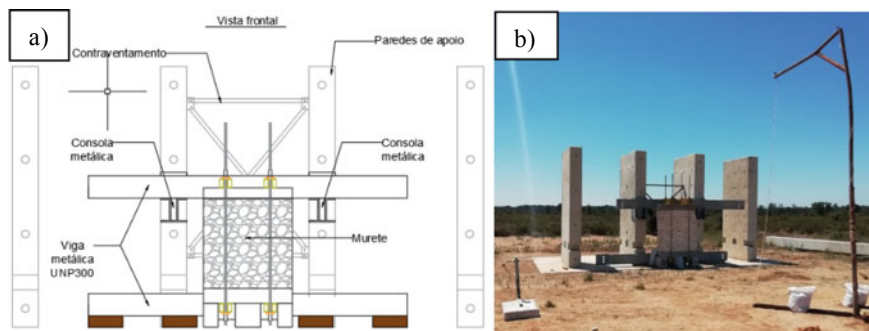 a)
Vista frontal
Contraventamento
Paredes de apoio
Consola
metálica
Consola
metálica
Viga
metálica
UNP300
Murete
b)